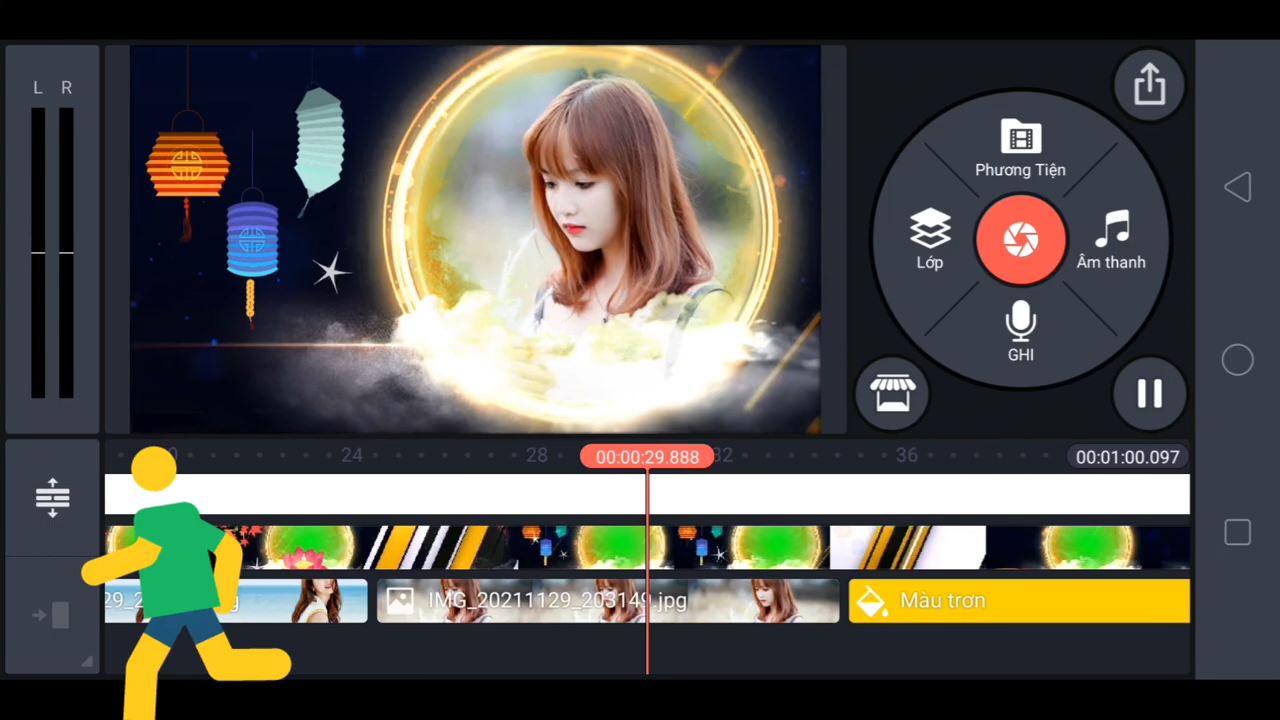 L R
Phương Tiện
Lớp
Âm thanh
GHI
24
28
00:00:29.888
32
36
00:01:00.097
IMG_20211129_203149.jpg
Màu trơn